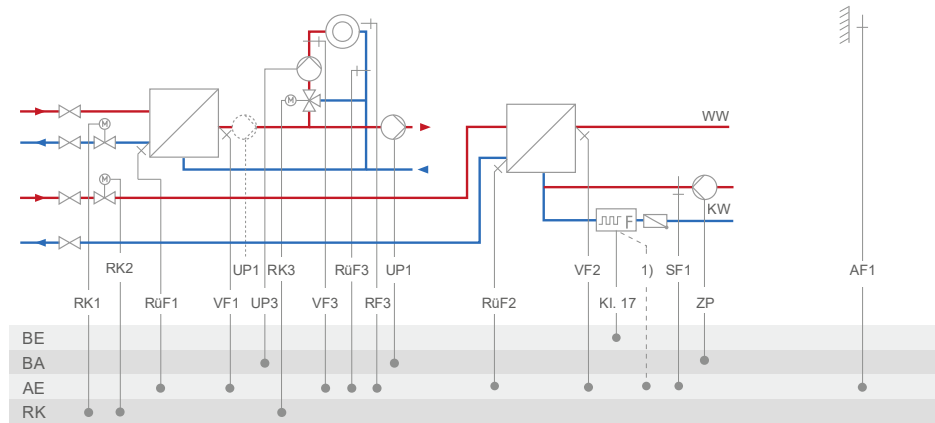 M
WW
M
M
KW
F
RK2
UP1 RK3 RüF3 UP1 VF2 1) SF1 AF1
RK1 RüF1 VF1 UP3 VF3 RF3 RüF2 Kl. 17 ZP
BE
BA
AE
RK